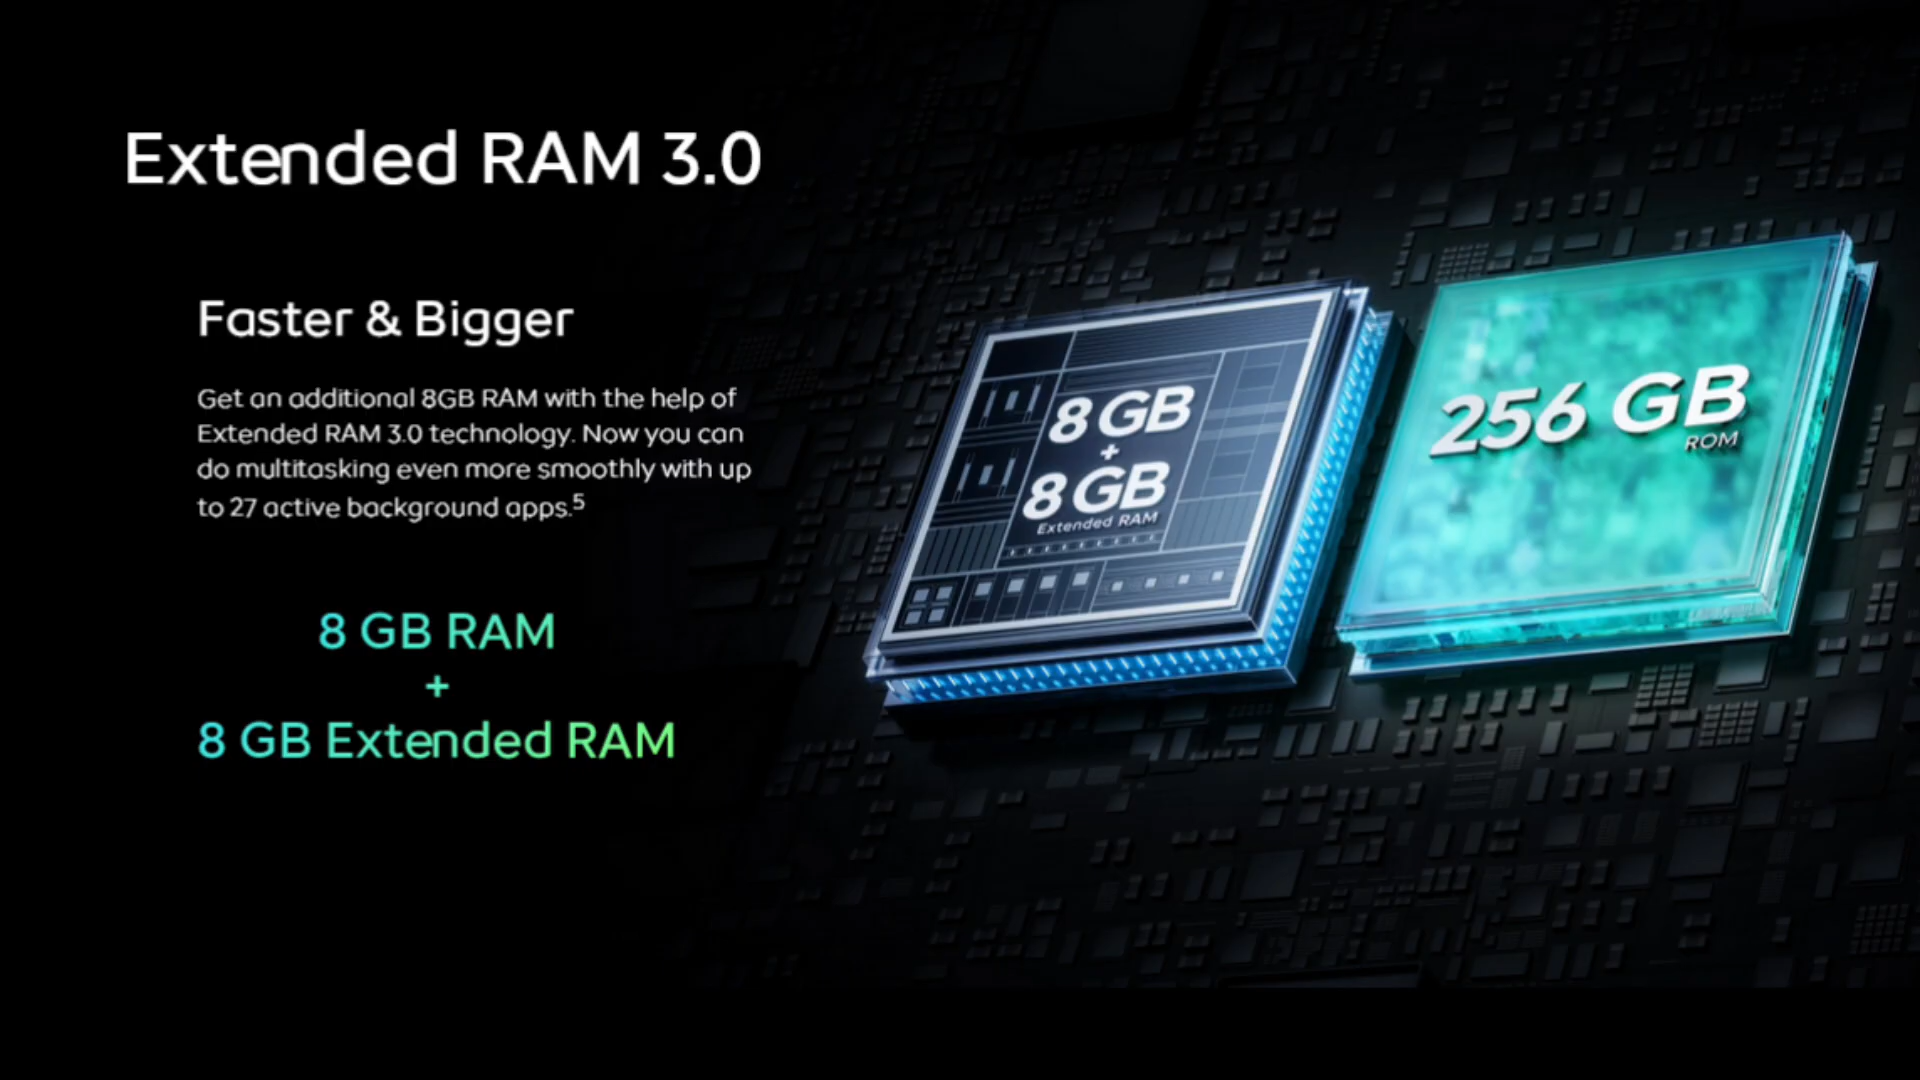 Extended RAM 3.0
Faster & Bigger
Get an additional 8GB RAM with the help of
Extended RAM 3.0 technology. Now you can
do multitasking even more smoothly with up
to 27 active background apps.5
8 GB RAM
+
8 GB Extended RAM
8 GB
+
8 GB
Extended RAM
256 GB
ROM